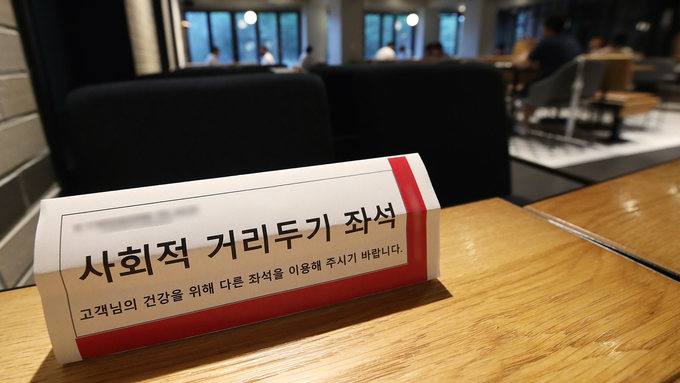 사회적 거리두기 좌석
고객님의 건강을 위해 다른 좌석을 이용해 주시기 바랍니다.